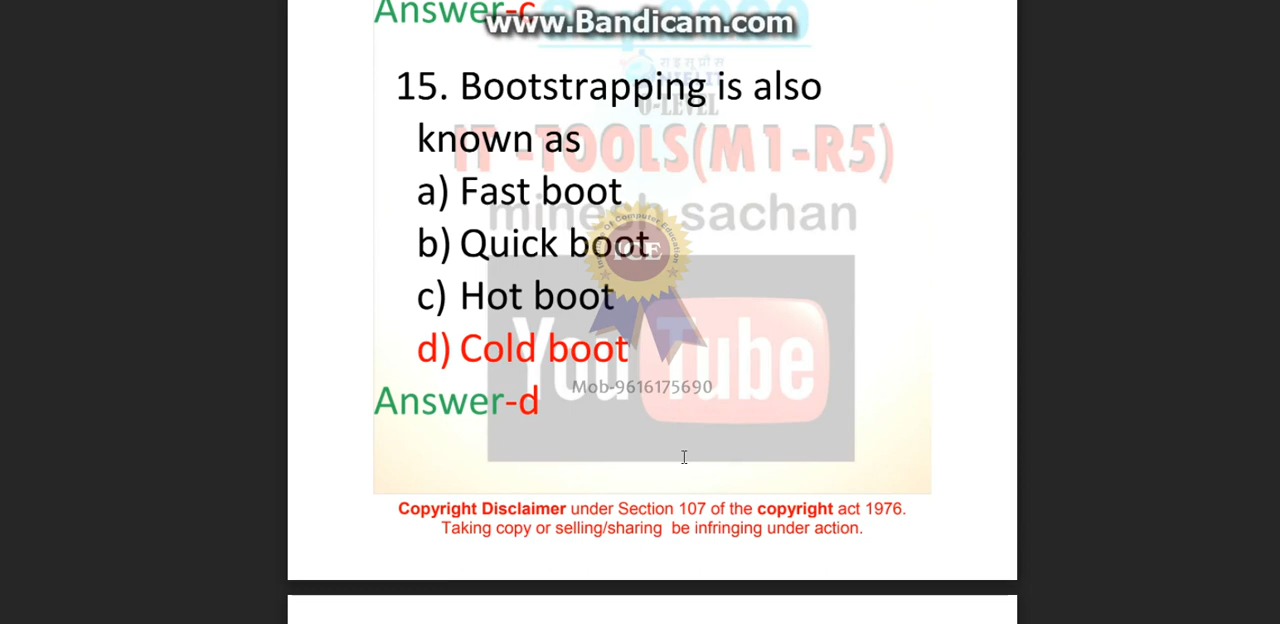 Answer-c
www.Bandicam.com
15. Bootstrapping is also
O-LEVEL
known as
IT-TOOLS(M1-R5)
a) Fast boot
sachan
b) Quick boot
ICE
c) Hot boot
YouTube
d) Cold boot
Mob-9616175690
Answer-d
Copyright Disclaimer under Section 107 of the copyright act 1976.
Taking copy or selling/sharing be infringing under action.